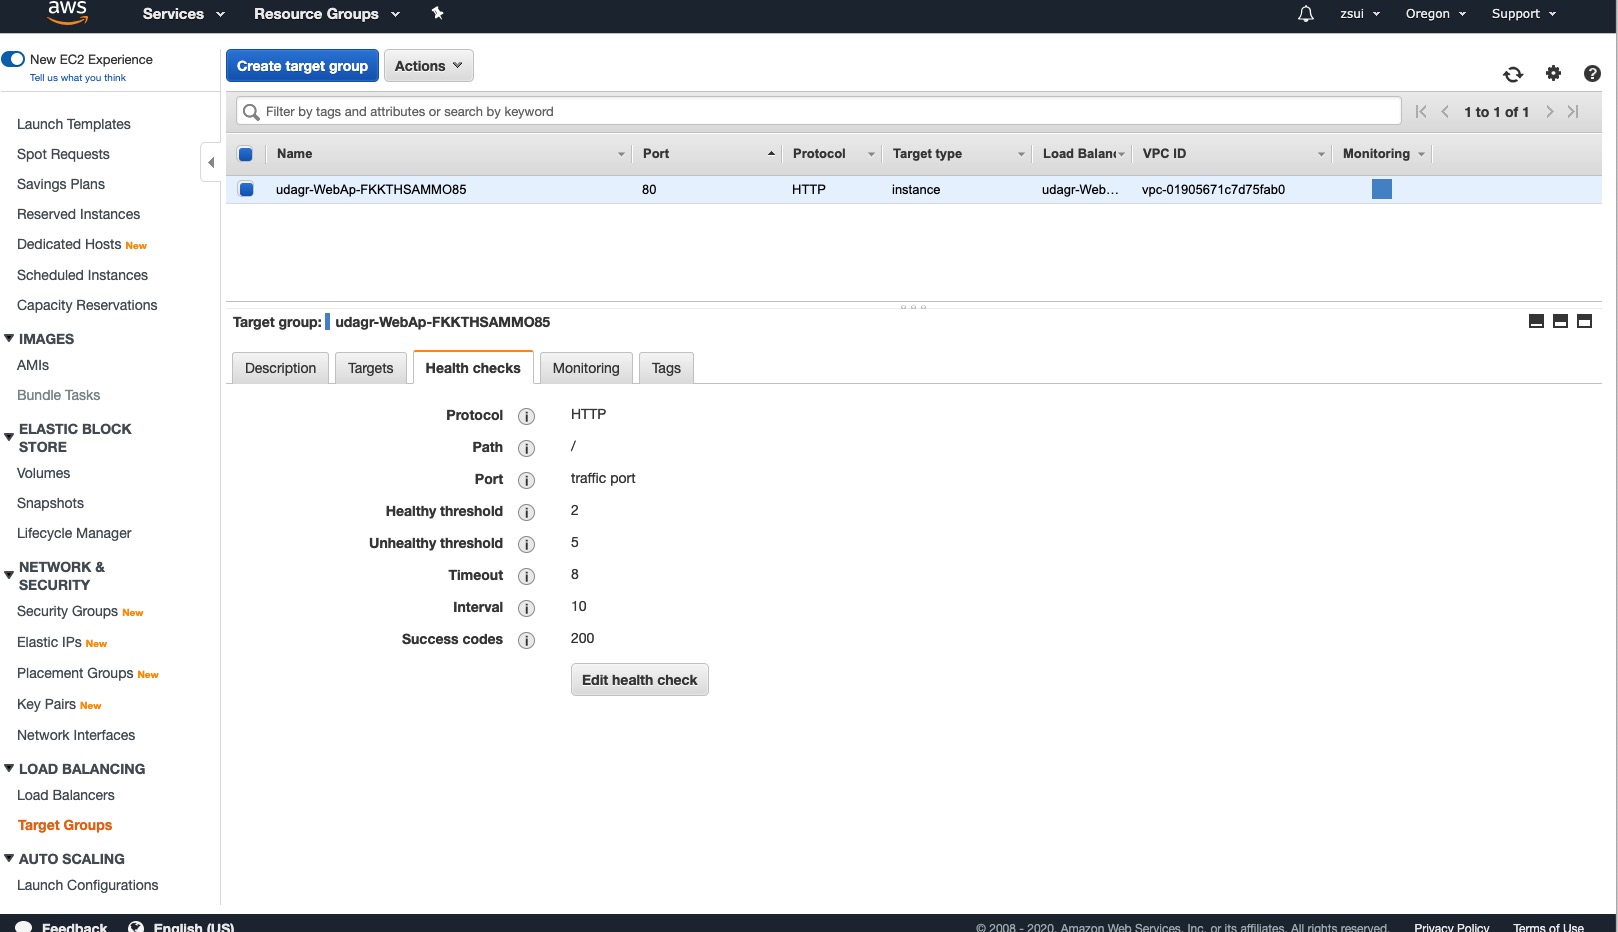 aws
Services
Resource Groups
zsui
Oregon
Support
New EC2 Experience
Tell us what you think
Launch Templates
Spot Requests
Savings Plans
Reserved Instances
Dedicated Hosts New
Scheduled Instances
Capacity Reservations
IMAGES
AMIs
Bundle Tasks
ELASTIC BLOCK
STORE
Volumes
Snapshots
Lifecycle Manager
NETWORK &
SECURITY
Security Groups New
Elastic IPs New
Placement Groups New
Key Pairs New
Network Interfaces
LOAD BALANCING
Load Balancers
Target Groups
AUTO SCALING
Launch Configurations
Create target group
Actions
Filter by tags and attributes or search by keyword
1 to 1 of 1
Name Port Protocol Target type Load Balanc VPC ID Monitoring
udagr-WebAp-FKKTHSAMMO85 80 HTTP instance udagr-Web... vpc-01905671c7d75fab0
Target group: udagr-WebAp-FKKTHSAMMO85
Description Targets Health checks Monitoring Tags
Protocol HTTP
Path /
Port traffic port
Healthy threshold 2
Unhealthy threshold 5
Timeout 8
Interval 10
Success codes 200
Edit health check
Feedback
English (US)
© 2008 - 2020, Amazon Web Services, Inc. or its affiliates. All rights reserved.
Privacy Policy
Terms of Use